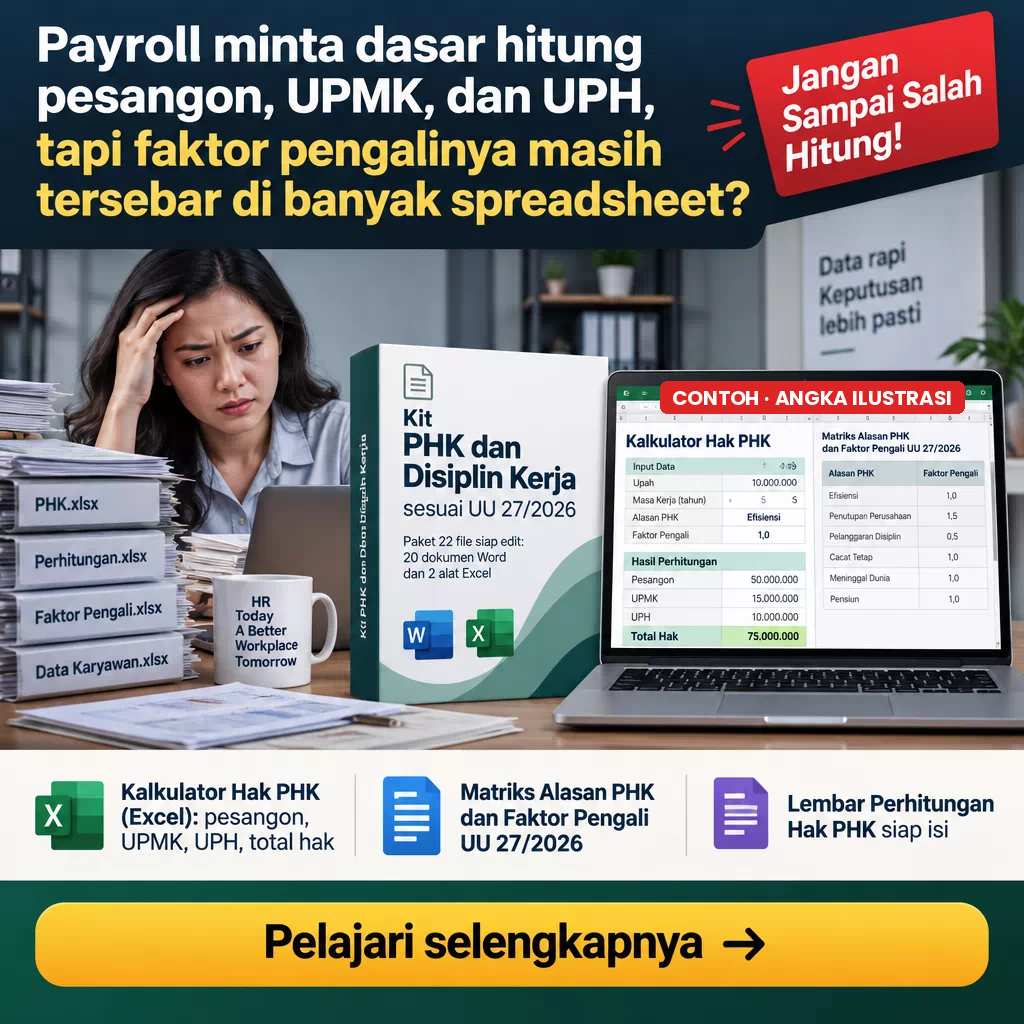 Payroll minta dasar hitung
pesangon, UPMK, dan UPH,
tapi faktor pengalinya masih
tersebar di banyak spreadsheet?
Jangan
Sampai Salah
Hitung!
Data rapi
Keputusan
lebih pasti
PHK.xlsx
Perhitungan.xlsx
Faktor Pengali.xlsx
Data Karyawan.xlsx
HR
Today
A Better
Workplace
Tomorrow
Kit
PHK dan
Disiplin Kerja
sesuai UU 27/2026
Paket 22 file siap edit:
20 dokumen Word
dan 2 alat Excel
W
X
CONTOH · ANGKA ILUSTRASI
Kalkulator Hak PHK
Input Data
Upah 10.000.000
Masa Kerja (tahun) 5 5
Alasan PHK Efisiensi
Faktor Pengali 1,0
Hasil Perhitungan
Pesangon 50.000.000
UPMK 15.000.000
UPH 10.000.000
Total Hak 75.000.000
Matriks Alasan PHK
dan Faktor Pengali UU 27/2026
Alasan PHK Faktor Pengali
Efisiensi 1,0
Penutupan Perusahaan 1,5
Pelanggaran Disiplin 0,5
Cacat Tetap 1,0
Meninggal Dunia 1,0
Pensiun 1,0
X
Kalkulator Hak PHK
(Excel): pesangon,
UPMK, UPH, total hak
Matriks Alasan PHK
dan Faktor Pengali
UU 27/2026
Lembar Perhitungan
Hak PHK siap isi
Pelajari selengkapnya →